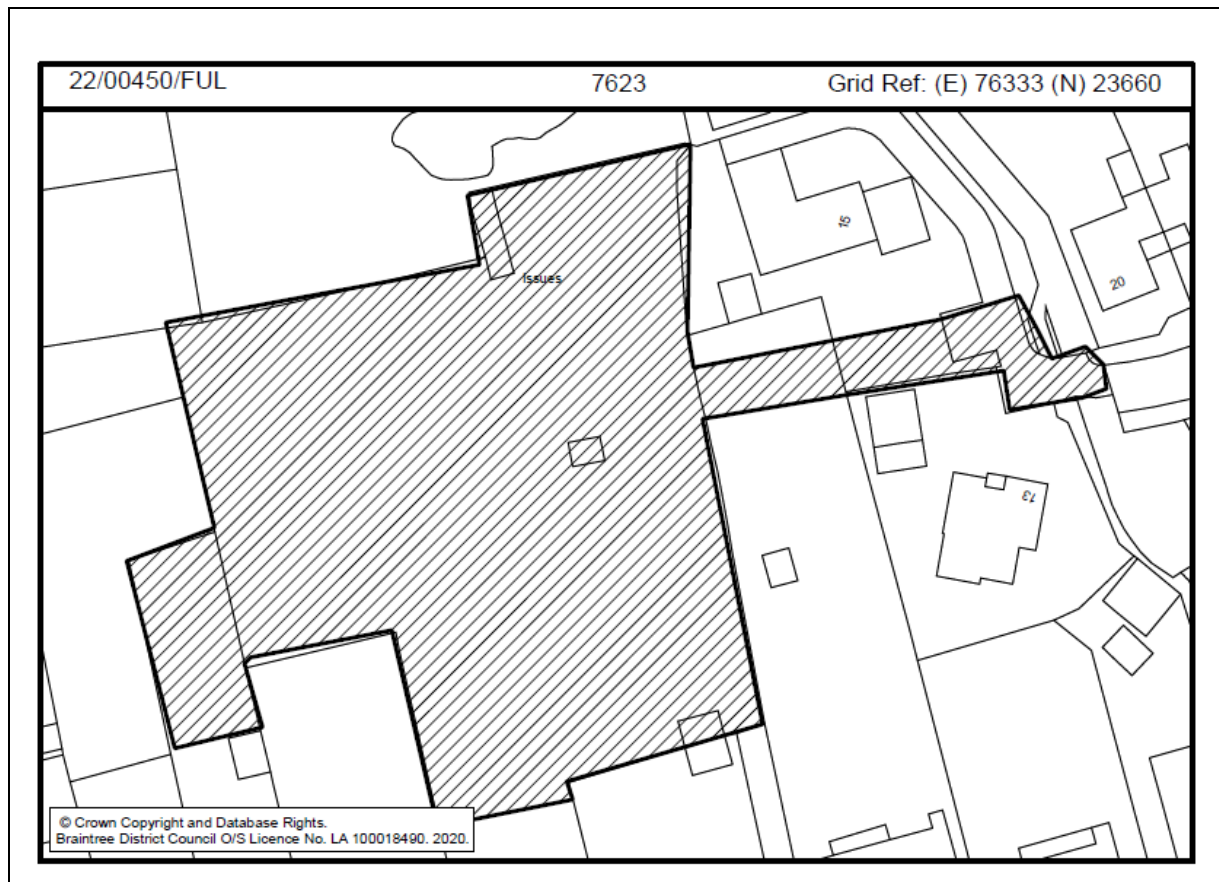 22/00450/FUL 7623 Grid Ref: (E) 76333 (N) 23660
15
Issues
20
13
© Crown Copyright and Database Rights.
Braintree District Council O/S Licence No. LA 100018490. 2020.